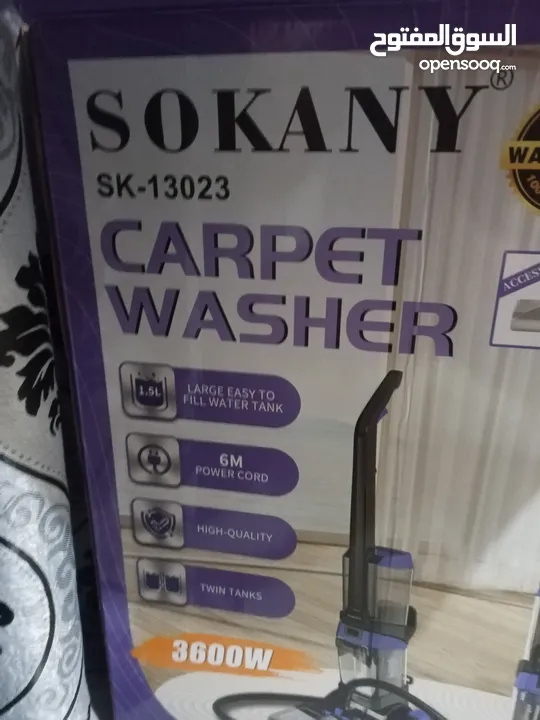 السوق المفتوح
opensooq.com
SOKANY®
SK-13023
CARPET
WASHER
1.5L
LARGE EASY TO
FILL WATER TANK
6M
POWER CORD
HIGH-QUALITY
TWIN TANKS
3600W